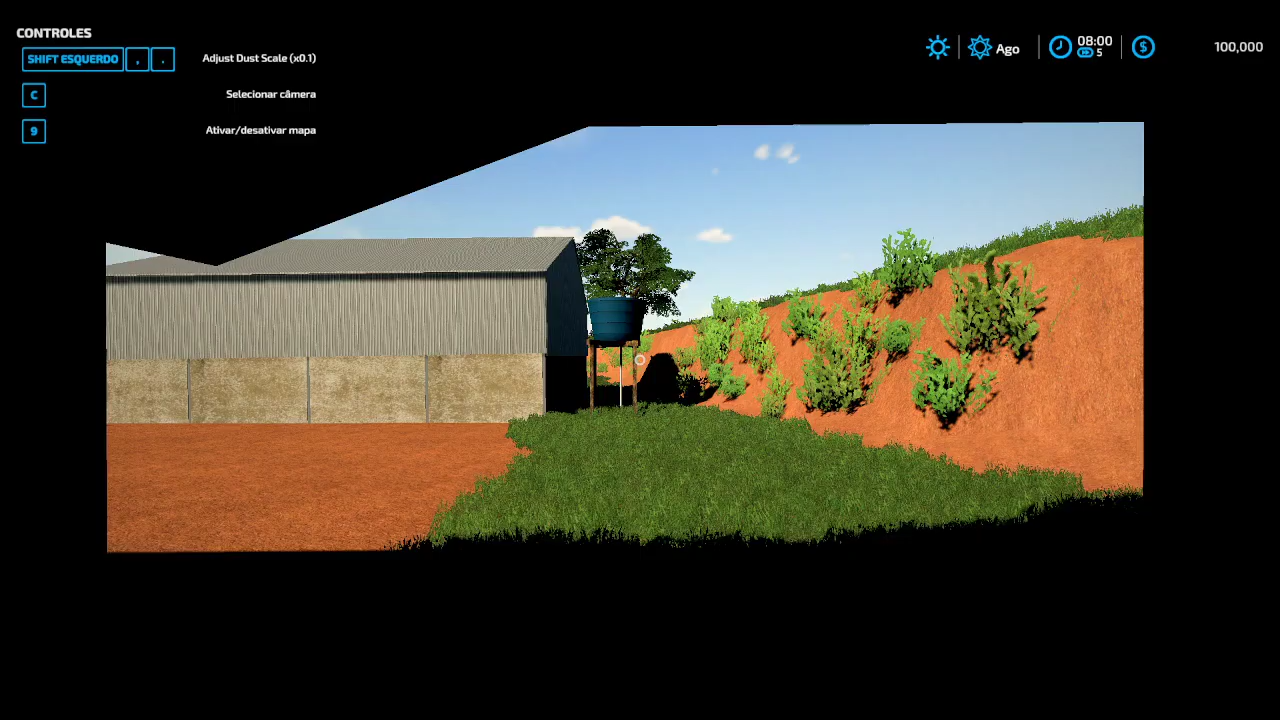 CONTROLES
SHIFT ESQUERDO , . Adjust Dust Scale (x0.1)
C Selecionar câmera
9 Ativar/desativar mapa
Ago
08:00
5
$
100,000